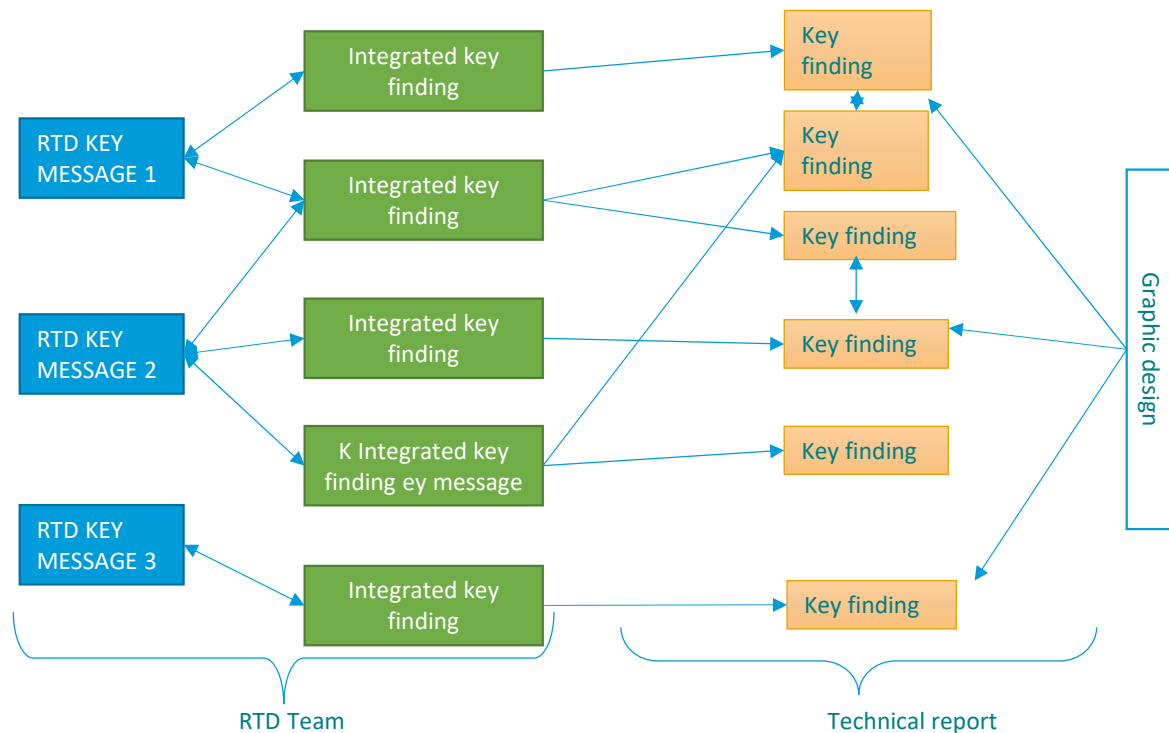 RTD KEY
MESSAGE 1
RTD KEY
MESSAGE 2
RTD KEY
MESSAGE 3
Integrated key
finding
Integrated key
finding
Integrated key
finding
K Integrated key
finding ey message
Integrated key
finding
Key
finding
Key
finding
Key finding
Key finding
Key finding
Key finding
Graphic design
RTD Team
Technical report